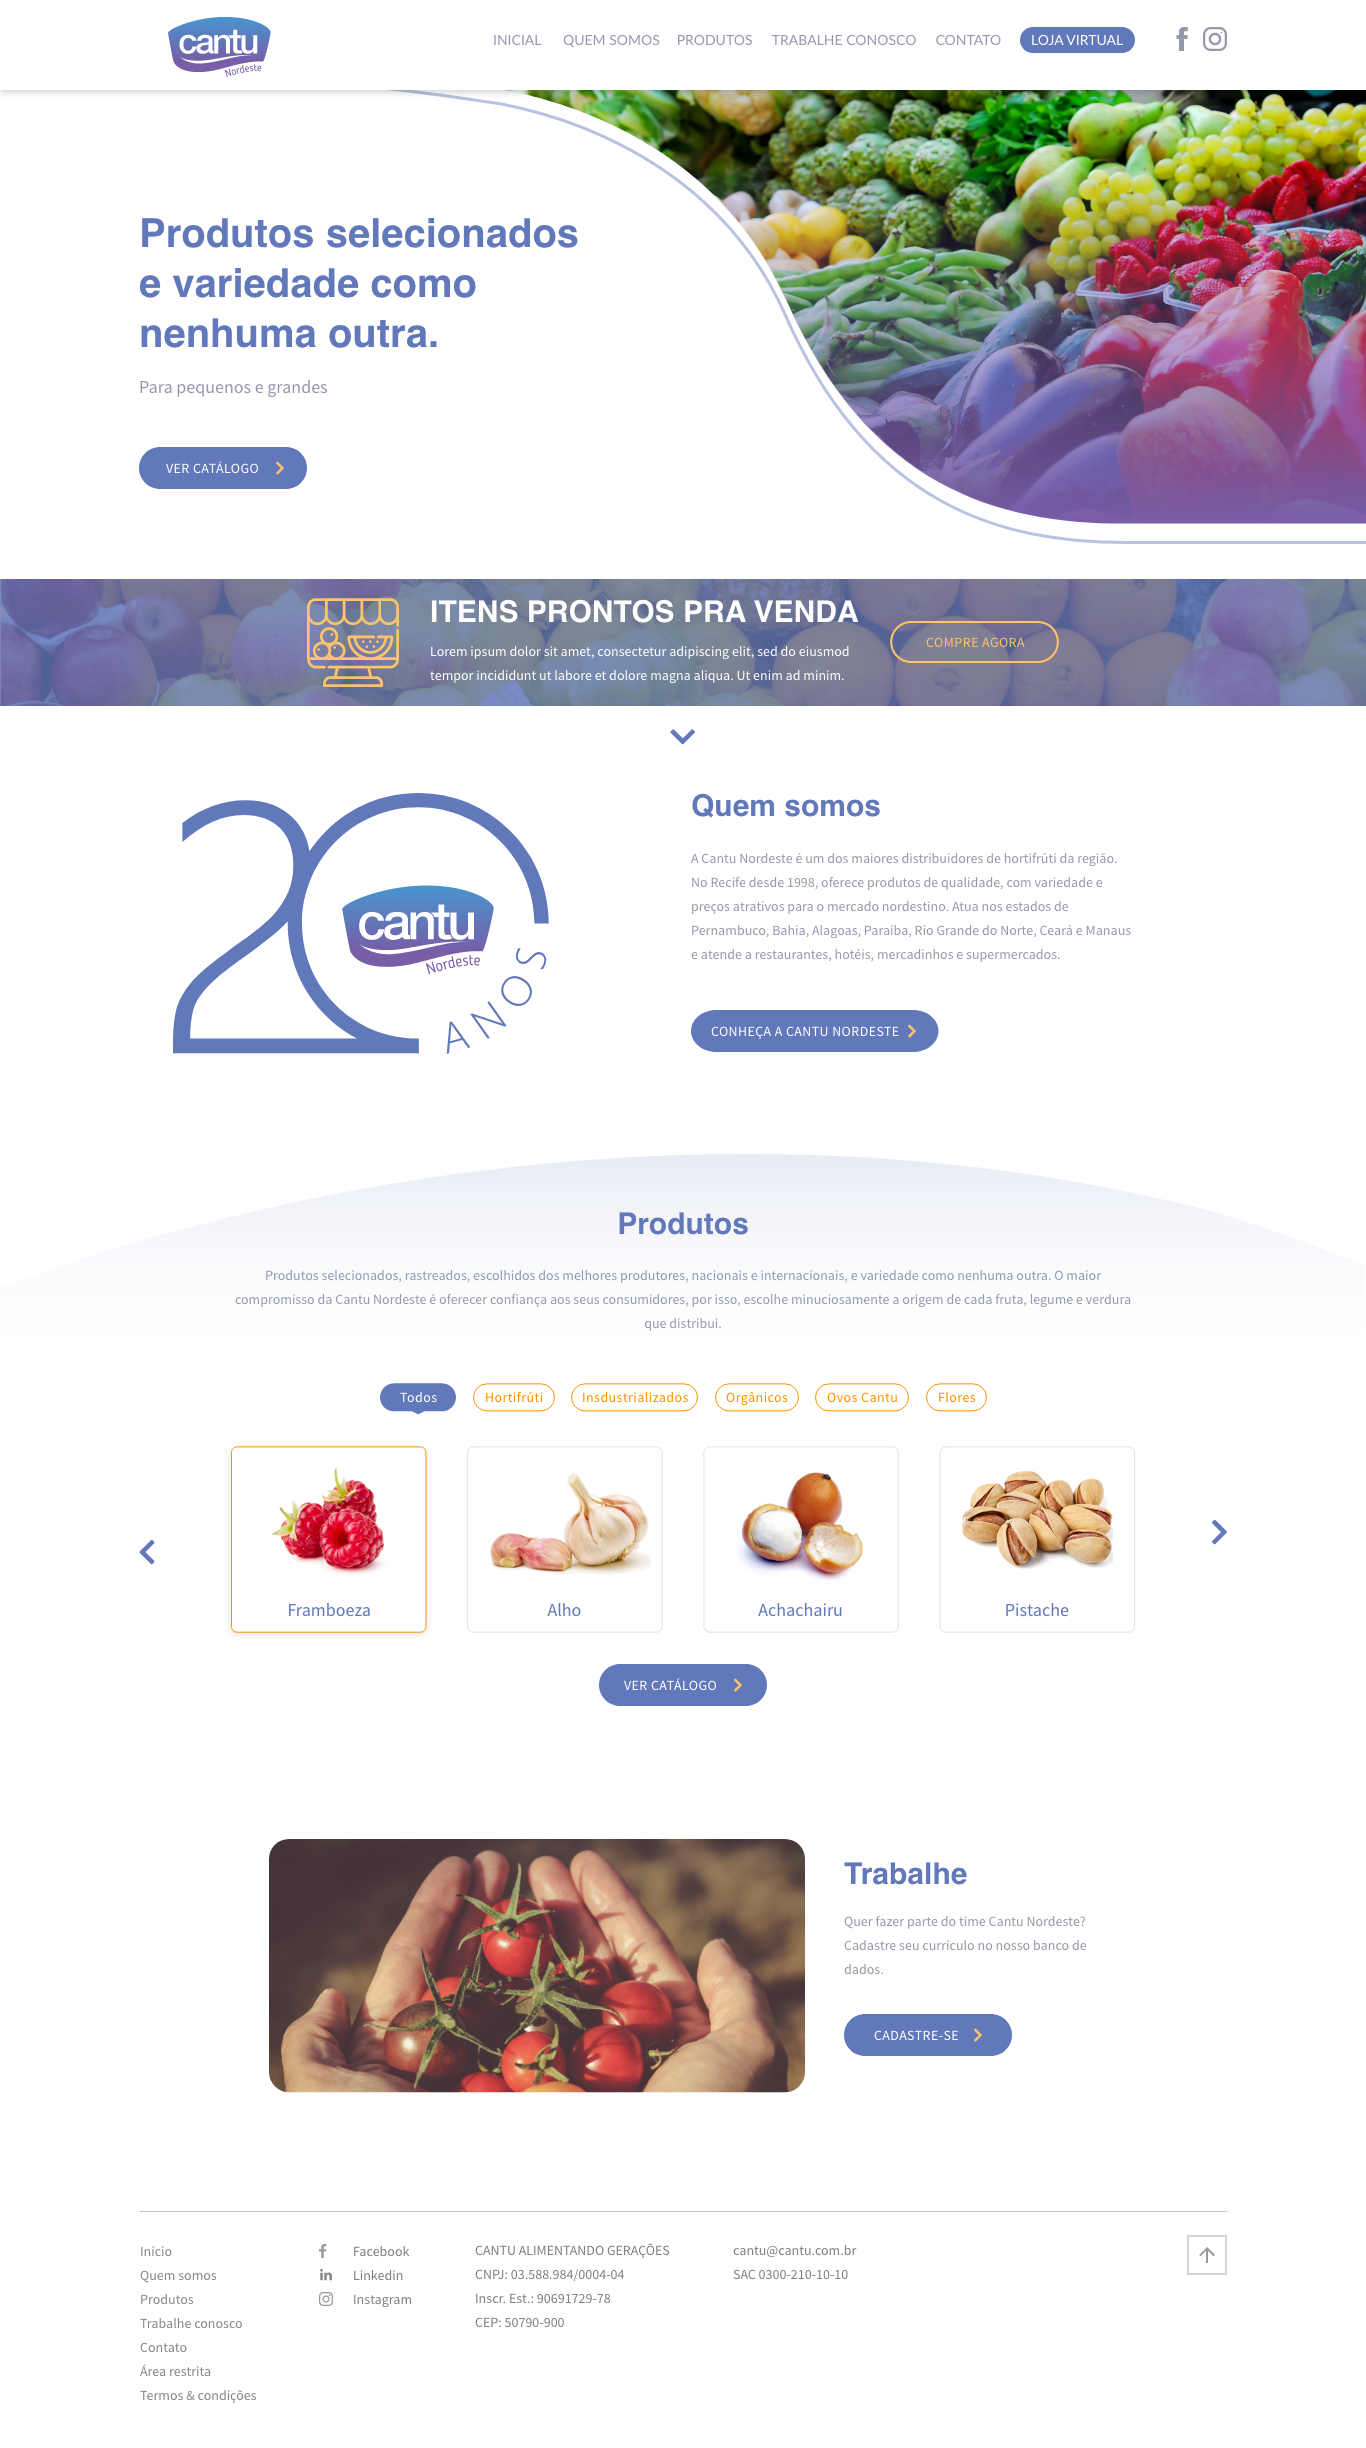 cantu
Nordeste
INICIAL QUEM SOMOS PRODUTOS TRABALHE CONOSCO CONTATO LOJA VIRTUAL
Produtos selecionados
e variedade como
nenhuma outra.
Para pequenos e grandes
VER CATÁLOGO
ITENS PRONTOS PRA VENDA
Lorem ipsum dolor sit amet, consectetur adipiscing elit, sed do eiusmod
tempor incididunt ut labore et dolore magna aliqua. Ut enim ad minim.
COMPRE AGORA
20
cantu
Nordeste
ANOS
Quem somos
A Cantu Nordeste é um dos maiores distribuidores de hortifrúti da região.
No Recife desde 1998, oferece produtos de qualidade, com variedade e
preços atrativos para o mercado nordestino. Atua nos estados de
Pernambuco, Bahia, Alagoas, Paraíba, Rio Grande do Norte, Ceará e Manaus
e atende a restaurantes, hotéis, mercadinhos e supermercados.
CONHEÇA A CANTU NORDESTE
Produtos
Produtos selecionados, rastreados, escolhidos dos melhores produtores, nacionais e internacionais, e variedade como nenhuma outra. O maior
compromisso da Cantu Nordeste é oferecer confiança aos seus consumidores, por isso, escolhe minuciosamente a origem de cada fruta, legume e verdura
que distribui.
Todos Hortifrúti Insdustrializados Orgânicos Ovos Cantu Flores
Framboeza Alho Achachairu Pistache
VER CATÁLOGO
Trabalhe
Quer fazer parte do time Cantu Nordeste?
Cadastre seu currículo no nosso banco de
dados.
CADASTRE-SE
Início
Quem somos
Produtos
Trabalhe conosco
Contato
Área restrita
Termos & condições
Facebook
Linkedin
Instagram
CANTU ALIMENTANDO GERAÇÕES
CNPJ: 03.588.984/0004-04
Inscr. Est.: 90691729-78
CEP: 50790-900
cantu@cantu.com.br
SAC 0300-210-10-10